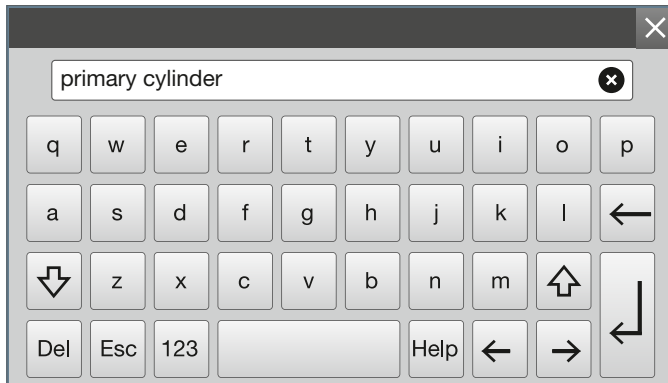 primary cylinder
q w e r t y u i o p
a s d f g h j k l
z x c v b n m
Del Esc 123 Help